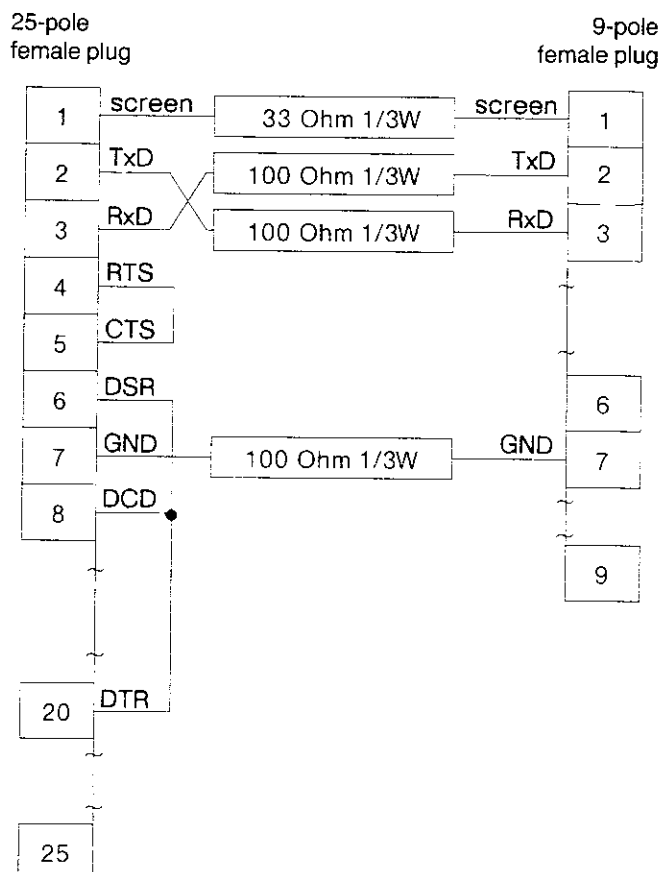 25-pole
female plug
9-pole
female plug
1 screen 33 Ohm 1/3W screen 1
2 TxD 100 Ohm 1/3W TxD 2
3 RxD 100 Ohm 1/3W RxD 3
4 RTS
5 CTS
6 DSR 6
7 GND 100 Ohm 1/3W GND 7
8 DCD
9
20 DTR
25